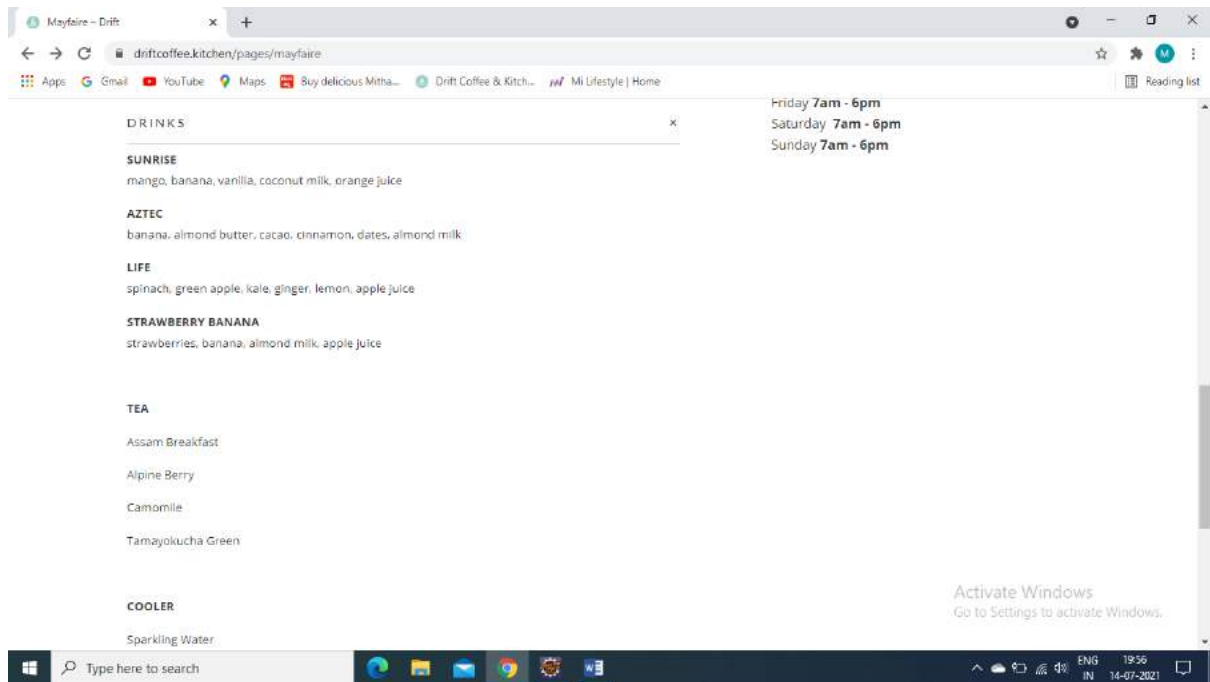 Mayfaire – Drift
driftcoffee.kitchen/pages/mayfaire
Apps Gmail YouTube Maps Buy delicious Mitha... Drift Coffee & Kitch... Mi Lifestyle | Home Reading list
M
DRINKS
SUNRISE
mango, banana, vanilla, coconut milk, orange juice
AZTEC
banana, almond butter, cacao, cinnamon, dates, almond milk
LIFE
spinach, green apple, kale, ginger, lemon, apple juice
STRAWBERRY BANANA
strawberries, banana, almond milk, apple juice
TEA
Assam Breakfast
Alpine Berry
Camomile
Tamayokucha Green
COOLER
Sparkling Water
Friday 7am - 6pm
Saturday 7am - 6pm
Sunday 7am - 6pm
Activate Windows
Go to Settings to activate Windows.
Type here to search
ENG
IN
19:56
14-07-2021